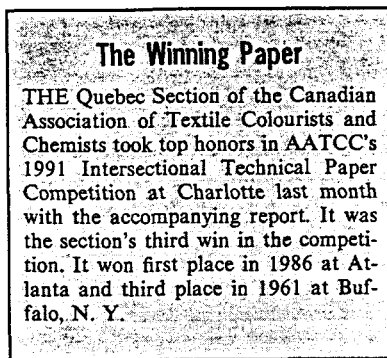 The Winning Paper
THE Quebec Section of the Canadian
Association of Textile Colourists and
Chemists took top honors in AATCC's
1991 Intersectional Technical Paper
Competition at Charlotte last month
with the accompanying report. It was
the section's third win in the competi-
tion. It won first place in 1986 at At-
lanta and third place in 1961 at Buf-
falo, N. Y.